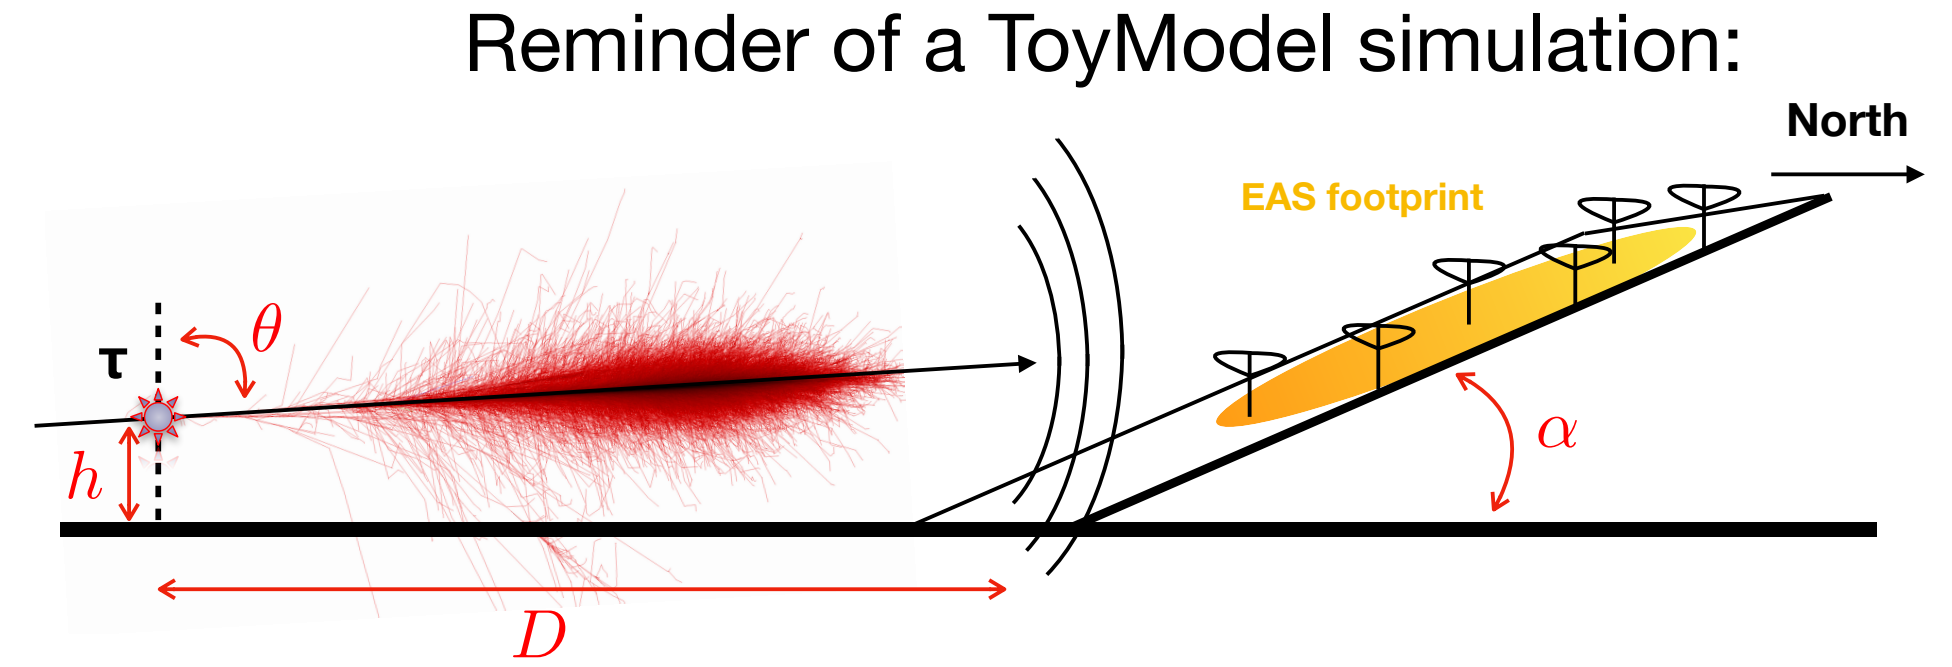 Reminder of a ToyModel simulation:
North
EAS footprint
θ
τ
h
α
D